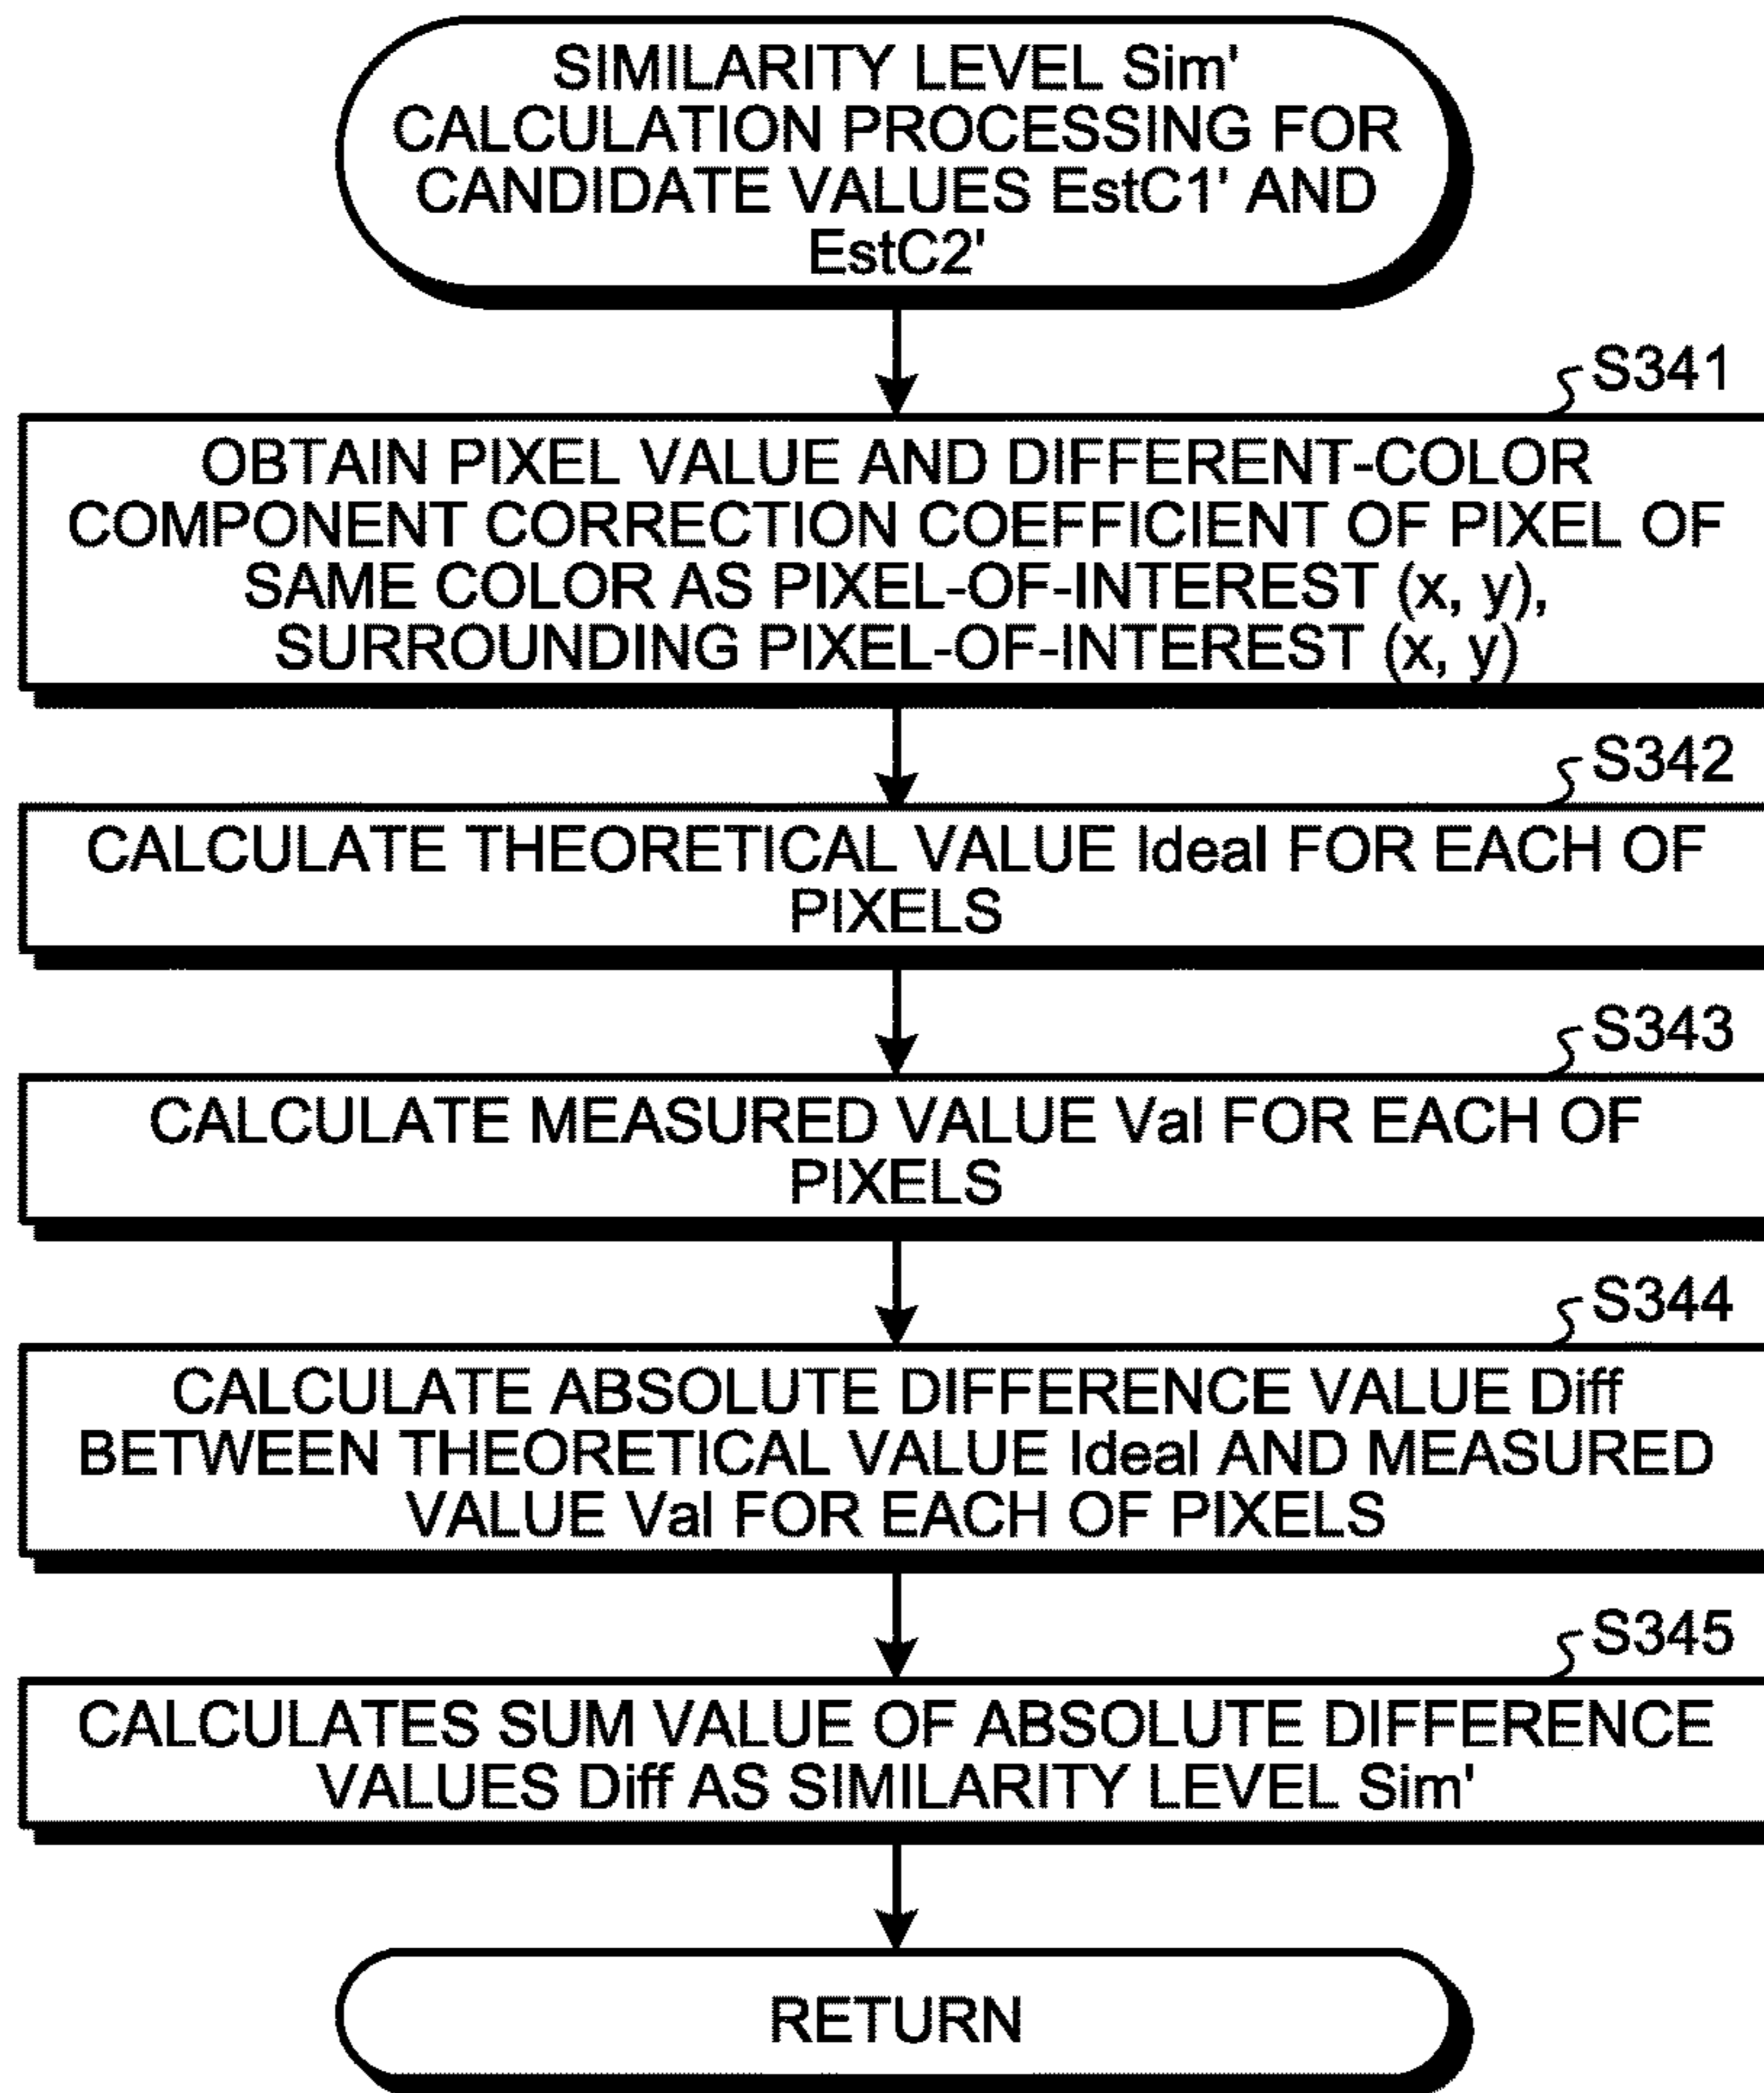 SIMILARITY LEVEL Sim'
CALCULATION PROCESSING FOR
CANDIDATE VALUES EstC1' AND
EstC2'
S341
OBTAIN PIXEL VALUE AND DIFFERENT-COLOR
COMPONENT CORRECTION COEFFICIENT OF PIXEL OF
SAME COLOR AS PIXEL-OF-INTEREST (x, y),
SURROUNDING PIXEL-OF-INTEREST (x, y)
S342
CALCULATE THEORETICAL VALUE Ideal FOR EACH OF
PIXELS
S343
CALCULATE MEASURED VALUE Val FOR EACH OF
PIXELS
S344
CALCULATE ABSOLUTE DIFFERENCE VALUE Diff
BETWEEN THEORETICAL VALUE Ideal AND MEASURED
VALUE Val FOR EACH OF PIXELS
S345
CALCULATES SUM VALUE OF ABSOLUTE DIFFERENCE
VALUES Diff AS SIMILARITY LEVEL Sim'
RETURN